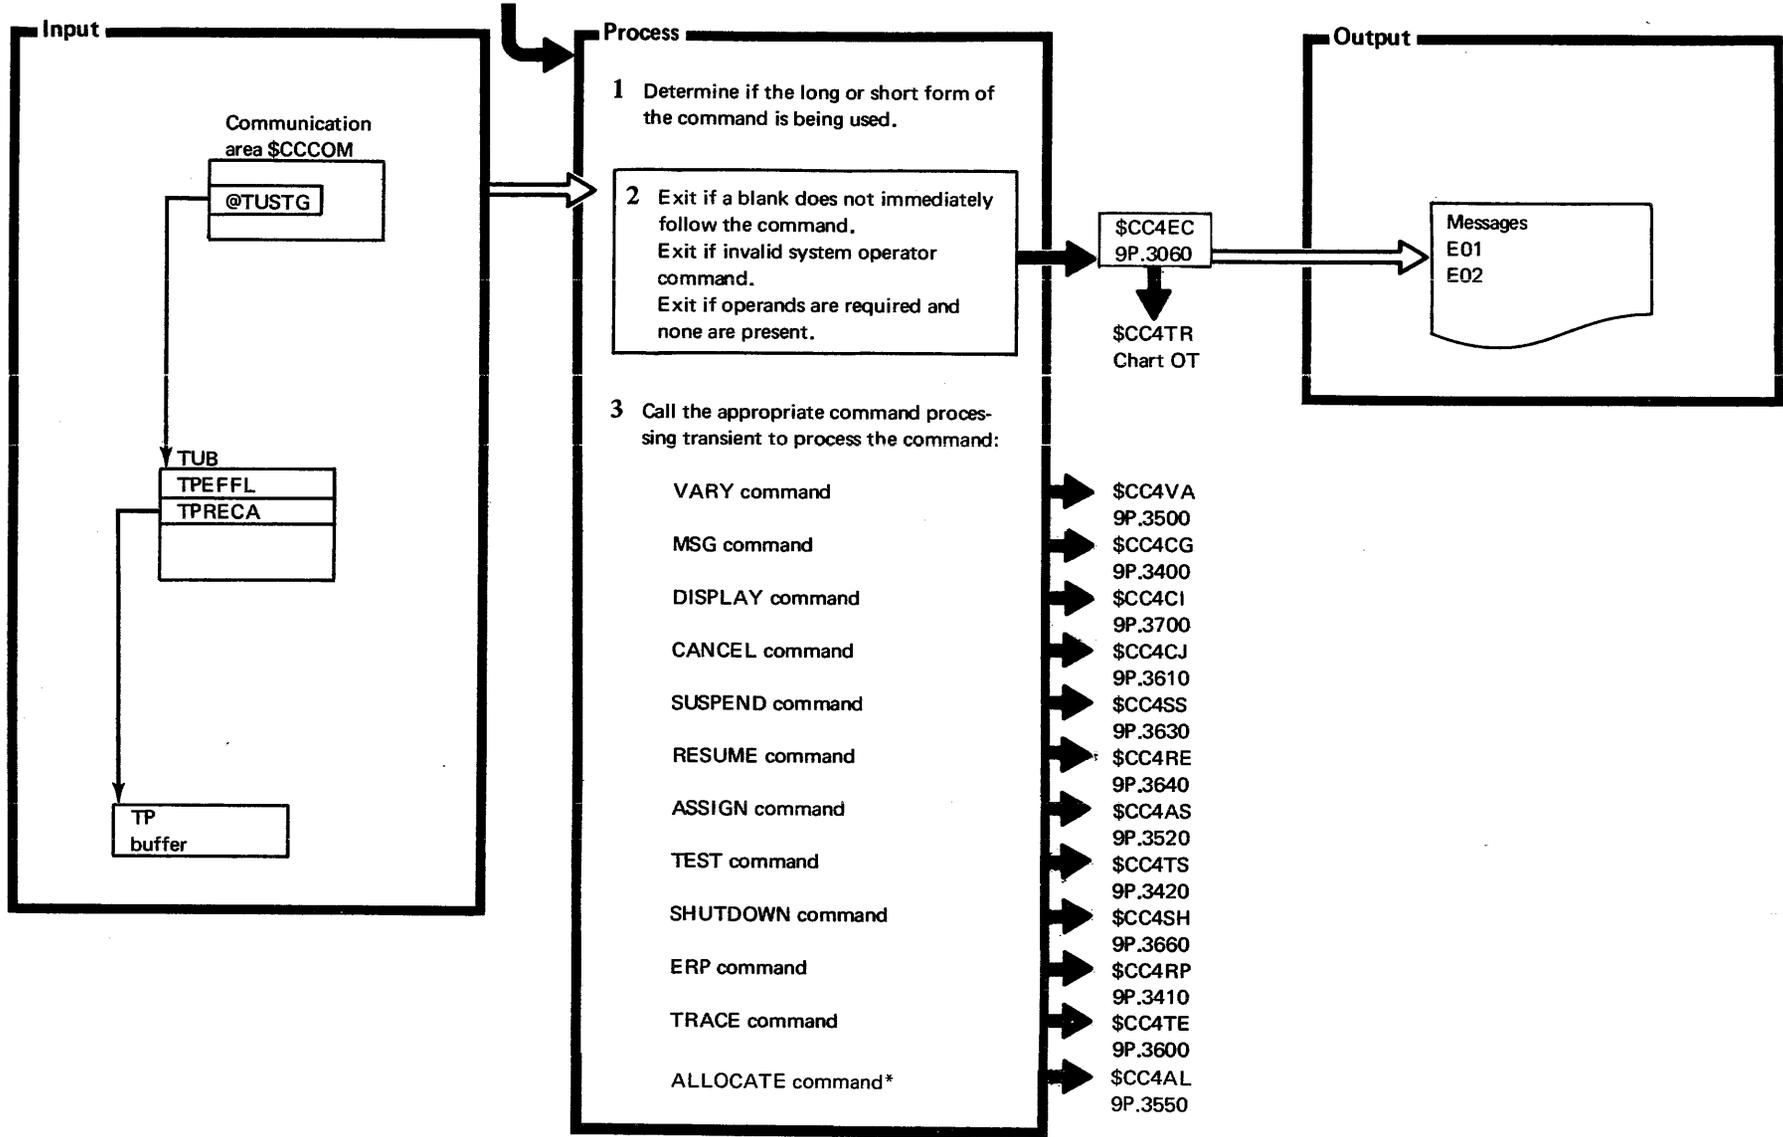 Input
Communication
area $CCCOM
@TUSTG
TUB
TPEFFL
TPRECA
TP
buffer
Process
1 Determine if the long or short form of
the command is being used.
2 Exit if a blank does not immediately
follow the command.
Exit if invalid system operator
command.
Exit if operands are required and
none are present.
$CC4EC
9P.3060
$CC4TR
Chart OT
3 Call the appropriate command proces-
sing transient to process the command:
VARY command
$CC4VA
9P.3500
MSG command
$CC4CG
9P.3400
DISPLAY command
$CC4CI
9P.3700
CANCEL command
$CC4CJ
9P.3610
SUSPEND command
$CC4SS
9P.3630
RESUME command
$CC4RE
9P.3640
ASSIGN command
$CC4AS
9P.3520
TEST command
$CC4TS
9P.3420
SHUTDOWN command
$CC4SH
9P.3660
ERP command
$CC4RP
9P.3410
TRACE command
$CC4TE
9P.3600
ALLOCATE command*
$CC4AL
9P.3550
Output
Messages
E01
E02